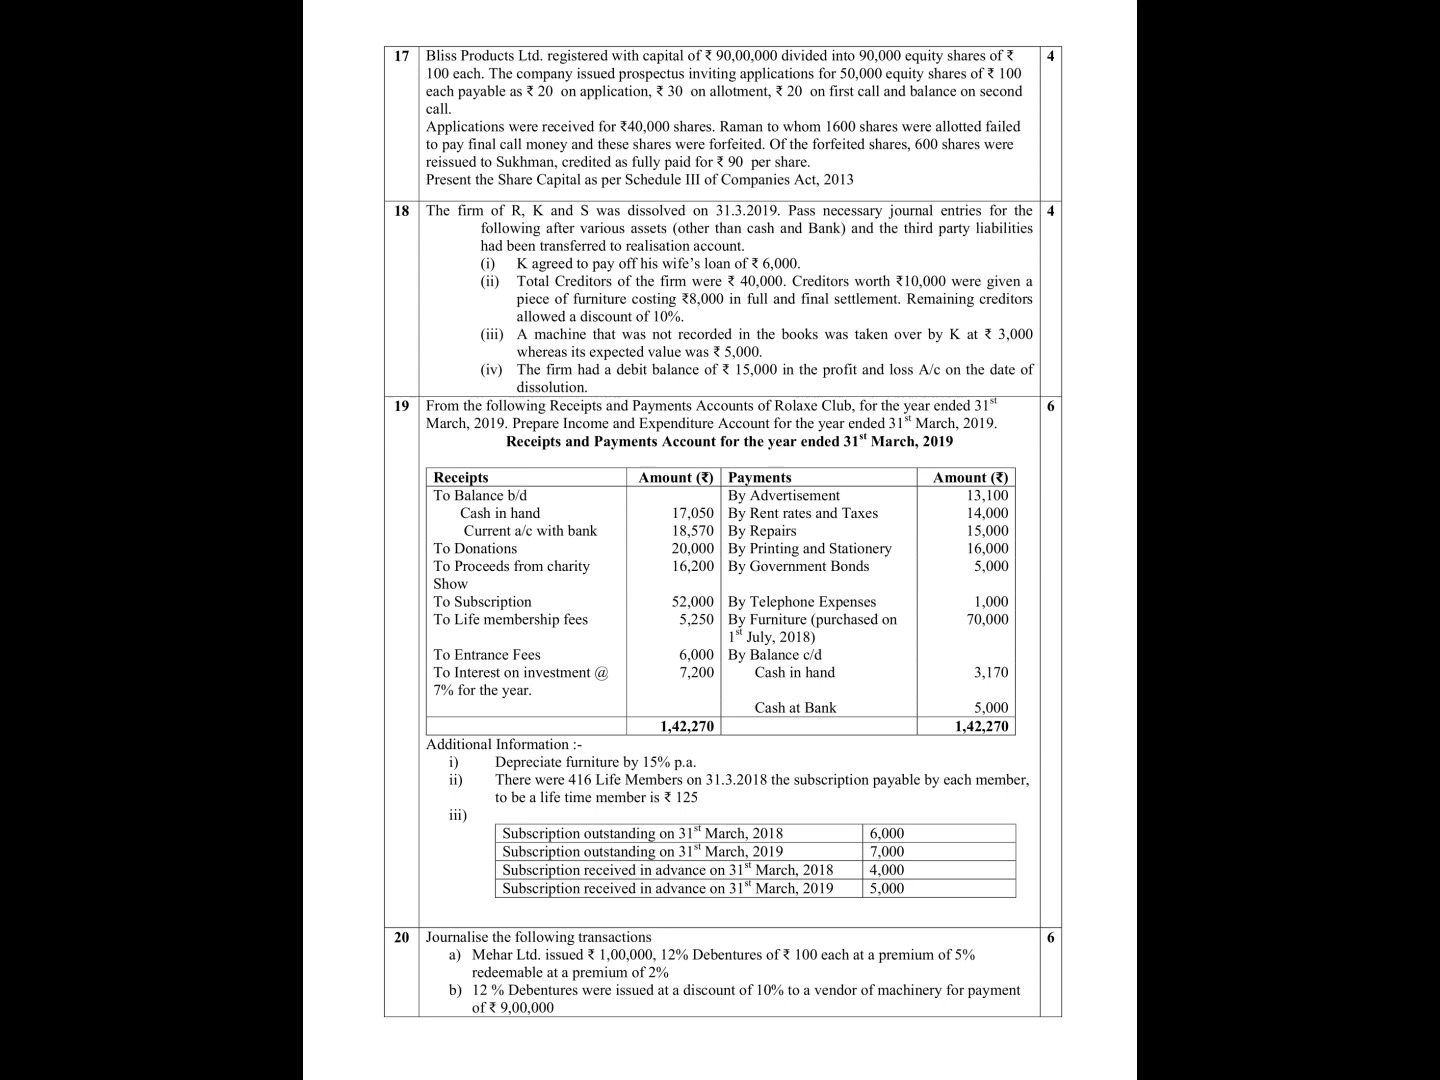 17 Bliss Products Ltd. registered with capital of ₹ 90,00,000 divided into 90,000 equity shares of ₹ 4
100 each. The company issued prospectus inviting applications for 50,000 equity shares of ₹ 100
each payable as ₹ 20 on application, ₹ 30 on allotment, ₹ 20 on first call and balance on second
call.
Applications were received for ₹40,000 shares. Raman to whom 1600 shares were allotted failed
to pay final call money and these shares were forfeited. Of the forfeited shares, 600 shares were
reissued to Sukhman, credited as fully paid for ₹ 90 per share.
Present the Share Capital as per Schedule III of Companies Act, 2013
18 The firm of R, K and S was dissolved on 31.3.2019. Pass necessary journal entries for the 4
following after various assets (other than cash and Bank) and the third party liabilities
had been transferred to realisation account.
(i) K agreed to pay off his wife's loan of ₹ 6,000.
(ii) Total Creditors of the firm were ₹ 40,000. Creditors worth ₹10,000 were given a
piece of furniture costing ₹8,000 in full and final settlement. Remaining creditors
allowed a discount of 10%.
(iii) A machine that was not recorded in the books was taken over by K at ₹ 3,000
whereas its expected value was ₹ 5,000.
(iv) The firm had a debit balance of ₹ 15,000 in the profit and loss A/c on the date of
dissolution.
19 From the following Receipts and Payments Accounts of Rolaxe Club, for the year ended 31st 6
March, 2019. Prepare Income and Expenditure Account for the year ended 31st March, 2019.
Receipts and Payments Account for the year ended 31st March, 2019
Receipts Amount (₹) Payments Amount (₹)
To Balance b/d By Advertisement 13,100
Cash in hand 17,050 By Rent rates and Taxes 14,000
Current a/c with bank 18,570 By Repairs 15,000
To Donations 20,000 By Printing and Stationery 16,000
To Proceeds from charity 16,200 By Government Bonds 5,000
Show
To Subscription 52,000 By Telephone Expenses 1,000
To Life membership fees 5,250 By Furniture (purchased on 70,000
1st July, 2018)
To Entrance Fees 6,000 By Balance c/d
To Interest on investment @ 7,200 Cash in hand 3,170
7% for the year.
Cash at Bank 5,000
1,42,270 1,42,270
Additional Information :-
i) Depreciate furniture by 15% p.a.
ii) There were 416 Life Members on 31.3.2018 the subscription payable by each member,
to be a life time member is ₹ 125
iii)
Subscription outstanding on 31st March, 2018 6,000
Subscription outstanding on 31st March, 2019 7,000
Subscription received in advance on 31st March, 2018 4,000
Subscription received in advance on 31st March, 2019 5,000
20 Journalise the following transactions 6
a) Mehar Ltd. issued ₹ 1,00,000, 12% Debentures of ₹ 100 each at a premium of 5%
redeemable at a premium of 2%
b) 12 % Debentures were issued at a discount of 10% to a vendor of machinery for payment
of ₹ 9,00,000